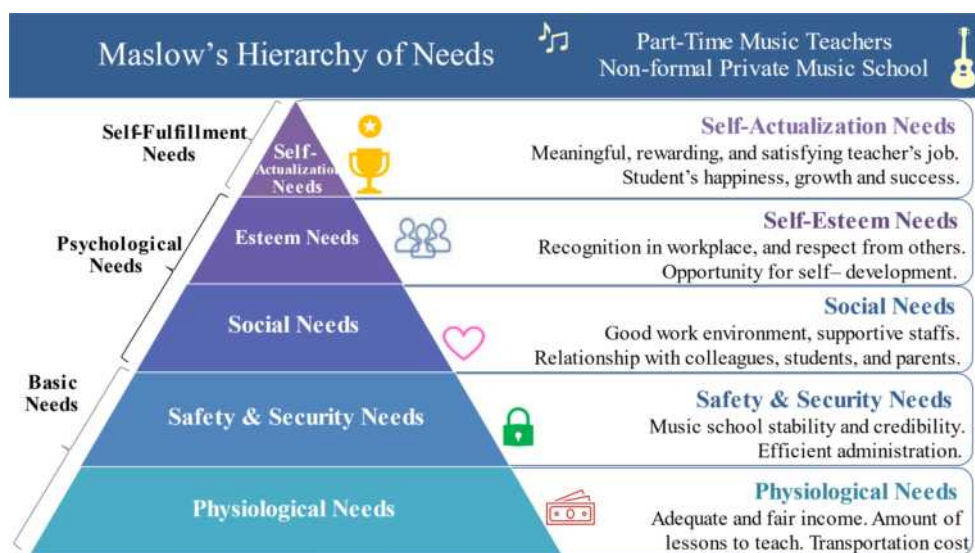 Maslow's Hierarchy of Needs
Part-Time Music Teachers
Non-formal Private Music School
Self-Fulfillment
Needs
Self-
Actualization
Needs
Self-Actualization Needs
Meaningful, rewarding, and satisfying teacher's job.
Student's happiness, growth and success.
Psychological
Needs
Esteem Needs
Self-Esteem Needs
Recognition in workplace, and respect from others.
Opportunity for self– development.
Social Needs
Social Needs
Good work environment, supportive staffs.
Relationship with colleagues, students, and parents.
Basic
Needs
Safety & Security Needs
Safety & Security Needs
Music school stability and credibility.
Efficient administration.
Physiological Needs
Physiological Needs
Adequate and fair income. Amount of
lessons to teach. Transportation cost